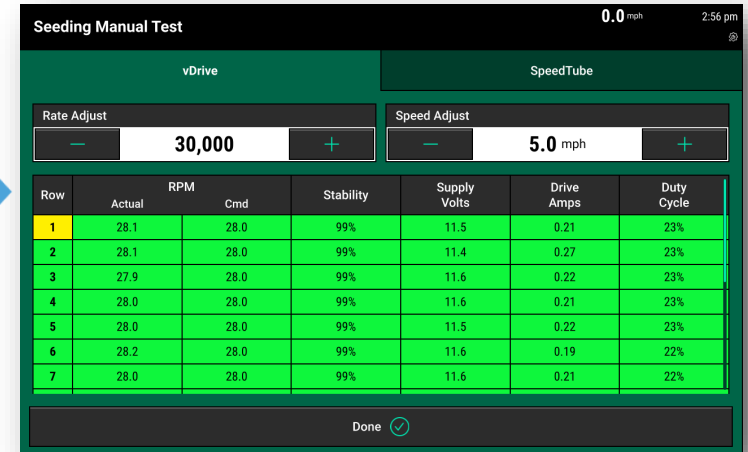 Seeding Manual Test 0.0 mph 2:56 pm
vDrive SpeedTube
Rate Adjust Speed Adjust
— 30,000 + — 5.0 mph +
Row RPM Stability Supply Volts Drive Amps Duty Cycle
Actual Cmd
1 28.1 28.0 99% 11.5 0.21 23%
2 28.1 28.0 99% 11.4 0.27 23%
3 27.9 28.0 99% 11.6 0.22 23%
4 28.0 28.0 99% 11.6 0.21 23%
5 28.0 28.0 99% 11.5 0.22 23%
6 28.2 28.0 99% 11.6 0.19 22%
7 28.0 28.0 99% 11.6 0.21 22%
Done